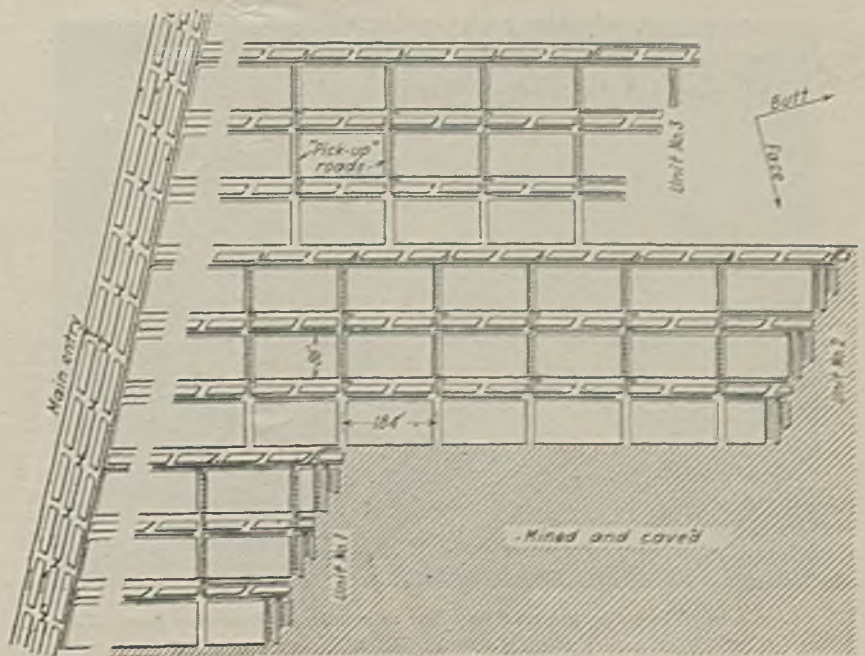 Butt
Face
"Pick-up"
roads
Unit No.3
Main entry
Unit No.2
184'
Unit No.1
Mined and caved